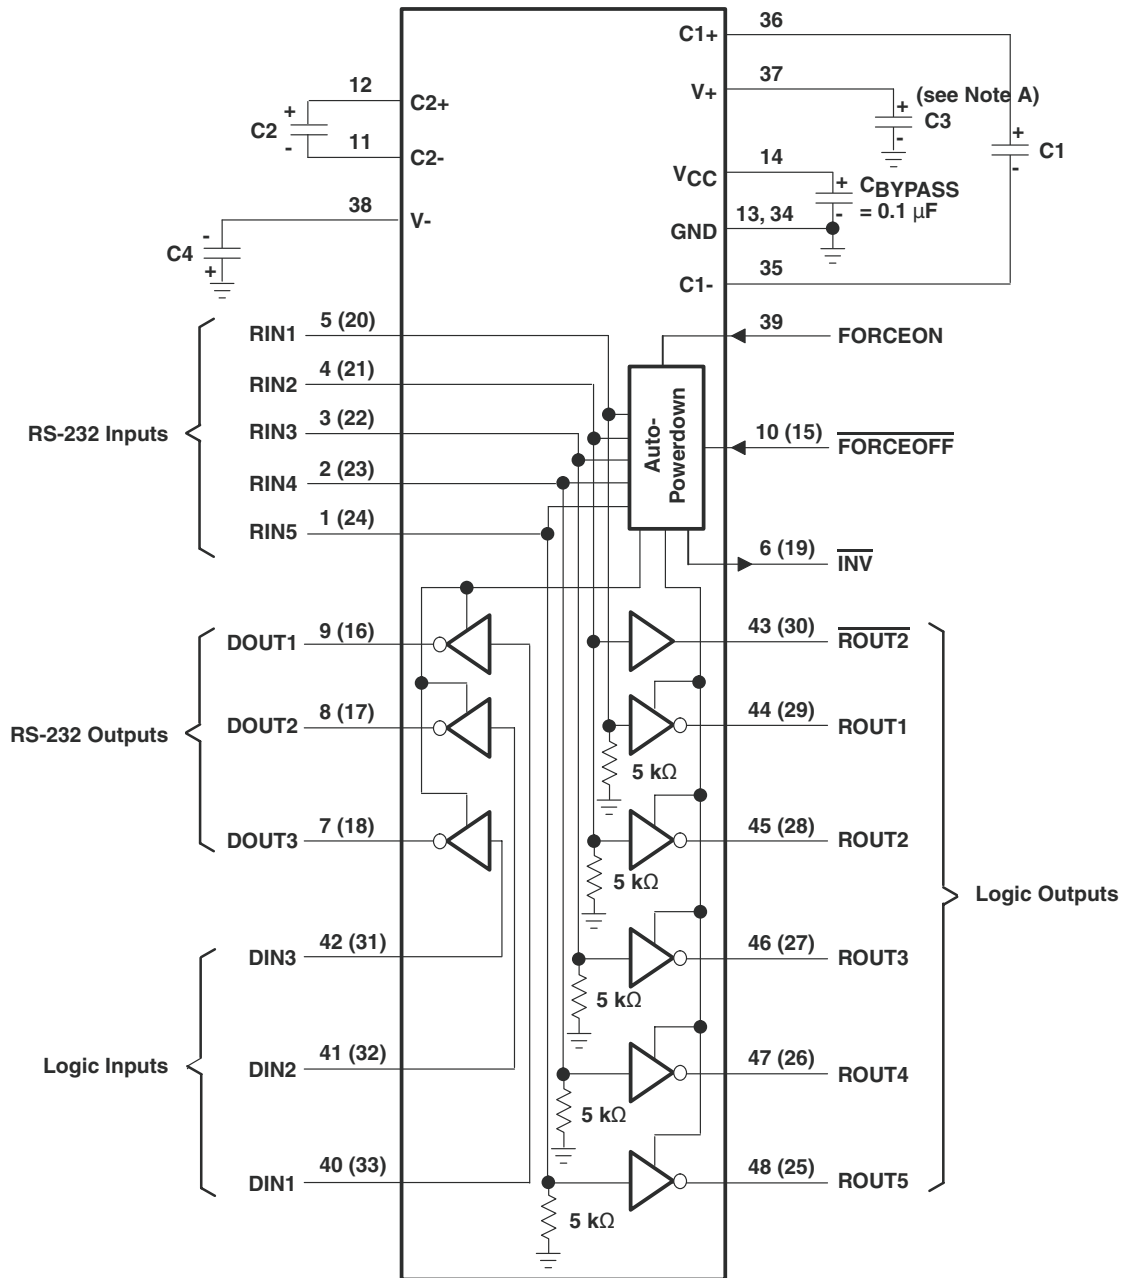 C1+
36
V+
37
(see Note A)
C3
+
-
C1
+
-
12
C2+
C2
+
-
11
C2-
VCC
14
+
-
CBYPASS
= 0.1 μF
GND
13, 34
38
V-
C4
-
+
C1-
35
RS-232 Inputs
RIN1
5 (20)
RIN2
4 (21)
RIN3
3 (22)
RIN4
2 (23)
RIN5
1 (24)
Auto-
Powerdown
39
FORCEON
10 (15)
F̅O̅R̅C̅E̅O̅F̅F̅
6 (19)
I̅N̅V̅
RS-232 Outputs
DOUT1
9 (16)
DOUT2
8 (17)
DOUT3
7 (18)
Logic Inputs
DIN3
42 (31)
DIN2
41 (32)
DIN1
40 (33)
43 (30)
R̅O̅U̅T̅2̅
44 (29)
ROUT1
5 kΩ
45 (28)
ROUT2
5 kΩ
46 (27)
ROUT3
5 kΩ
47 (26)
ROUT4
5 kΩ
48 (25)
ROUT5
5 kΩ
Logic Outputs